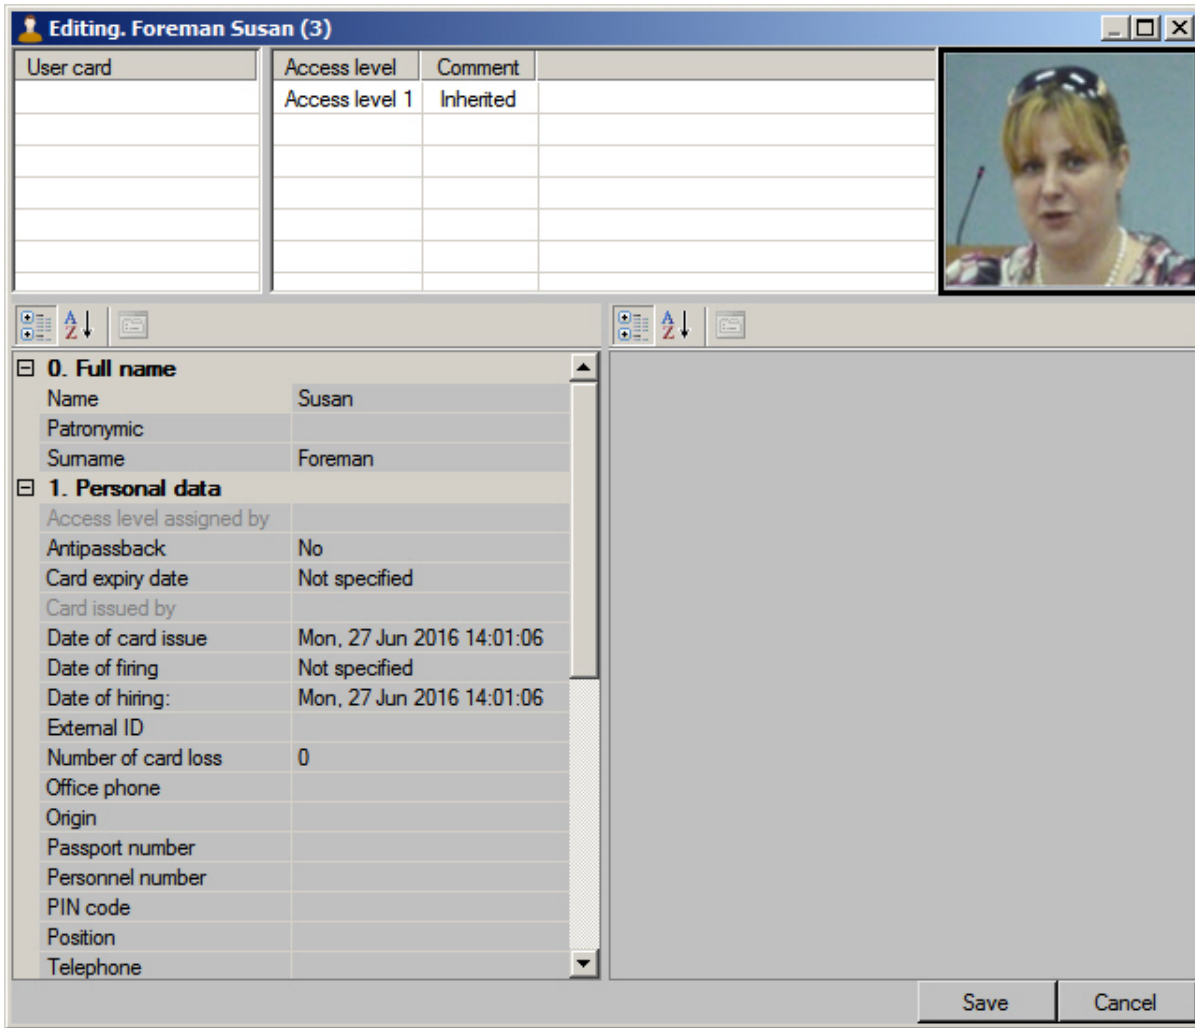 Editing. Foreman Susan (3)
User card
Access level Comment
Access level 1 Inherited
0. Full name
Name Susan
Patronymic
Surname Foreman
1. Personal data
Access level assigned by
Antipassback No
Card expiry date Not specified
Card issued by
Date of card issue Mon, 27 Jun 2016 14:01:06
Date of firing Not specified
Date of hiring: Mon, 27 Jun 2016 14:01:06
External ID
Number of card loss 0
Office phone
Origin
Passport number
Personnel number
PIN code
Position
Telephone
Save Cancel